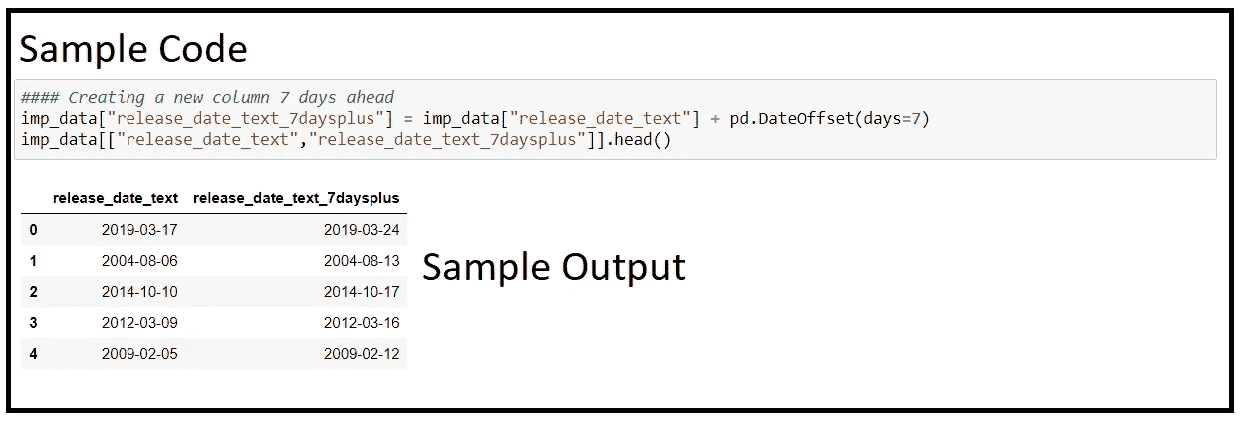 Sample Code
#### Creating a new column 7 days ahead
imp_data["release_date_text_7daysplus"] = imp_data["release_date_text"] + pd.DateOffset(days=7)
imp_data[["release_date_text","release_date_text_7daysplus"]].head()
release_date_text release_date_text_7daysplus
0 2019-03-17 2019-03-24
1 2004-08-06 2004-08-13
2 2014-10-10 2014-10-17
3 2012-03-09 2012-03-16
4 2009-02-05 2009-02-12
Sample Output